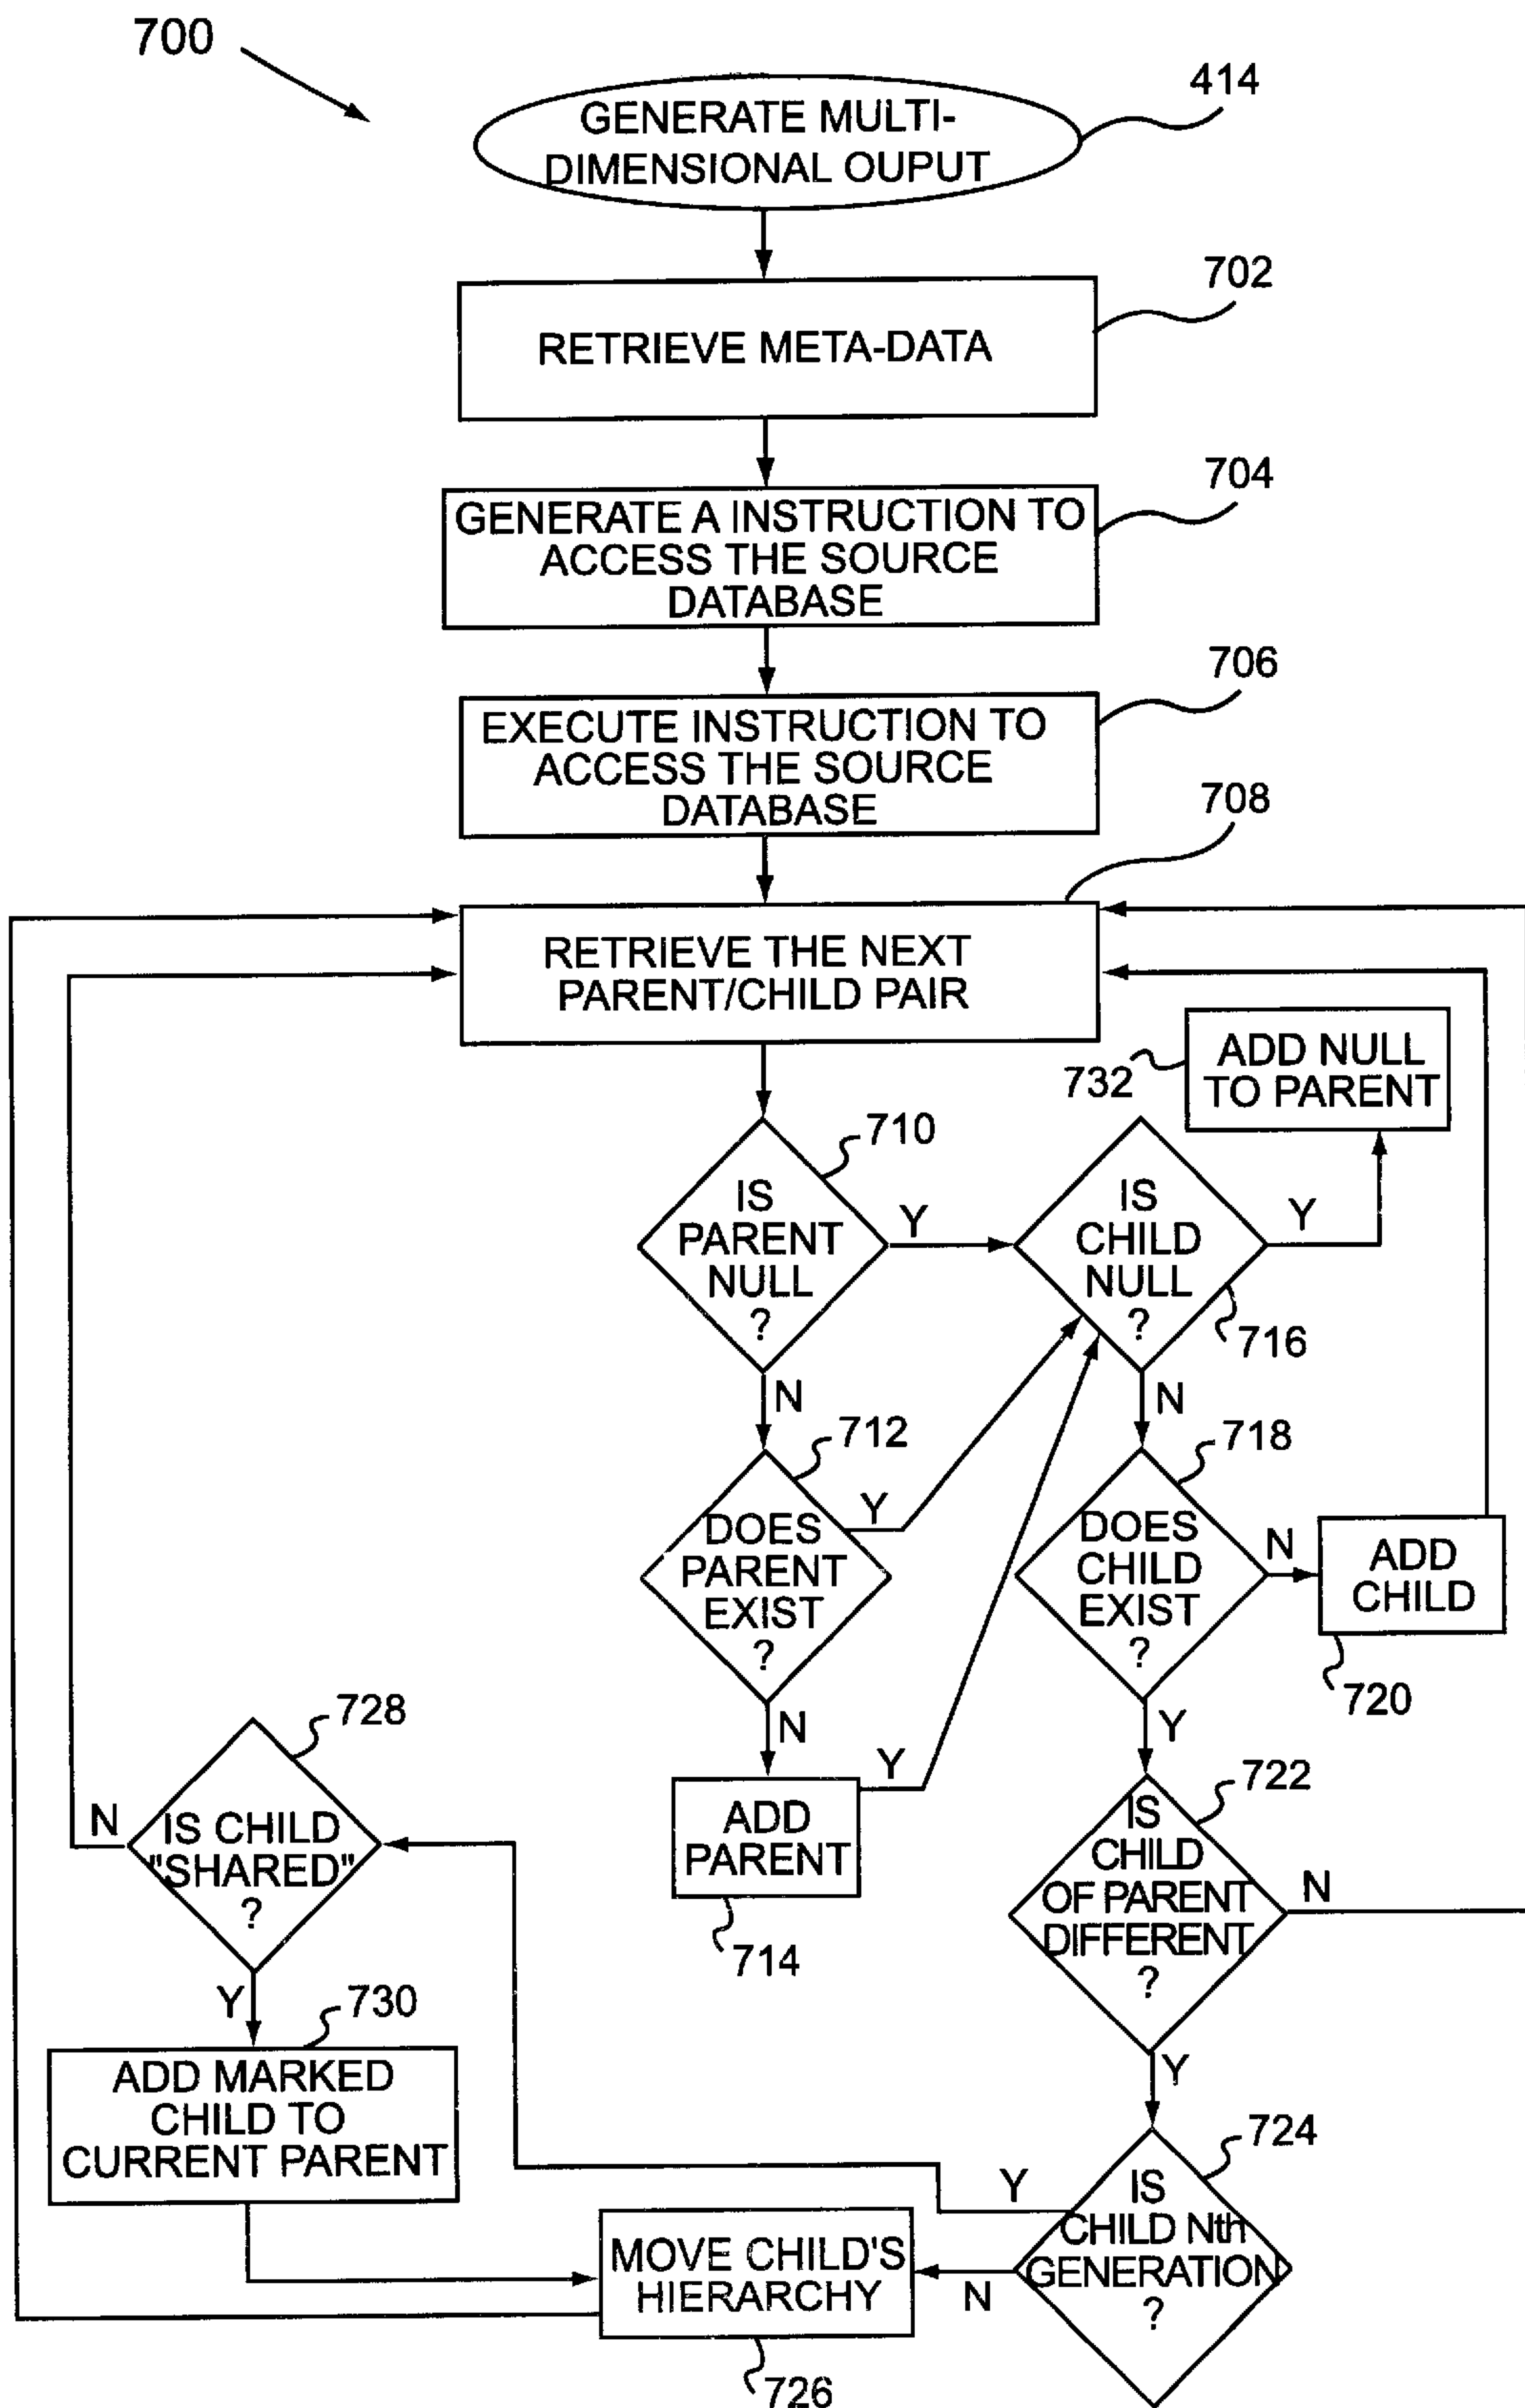 700
414
GENERATE MULTI-
DIMENSIONAL OUPUT
702
RETRIEVE META-DATA
704
GENERATE A INSTRUCTION TO
ACCESS THE SOURCE
DATABASE
706
EXECUTE INSTRUCTION TO
ACCESS THE SOURCE
DATABASE
708
RETRIEVE THE NEXT
PARENT/CHILD PAIR
732
ADD NULL
TO PARENT
710
IS
PARENT
NULL
?
Y
IS
CHILD
NULL
?
Y
716
N
N
712
DOES
PARENT
EXIST
?
Y
718
DOES
CHILD
EXIST
?
N
ADD
CHILD
720
N
Y
ADD
PARENT
Y
714
728
IS CHILD
"SHARED"
?
N
Y
722
IS
CHILD
OF PARENT
DIFFERENT
?
N
Y
730
ADD MARKED
CHILD TO
CURRENT PARENT
724
IS
CHILD Nth
GENERATION
?
Y
N
MOVE CHILD'S
HIERARCHY
726